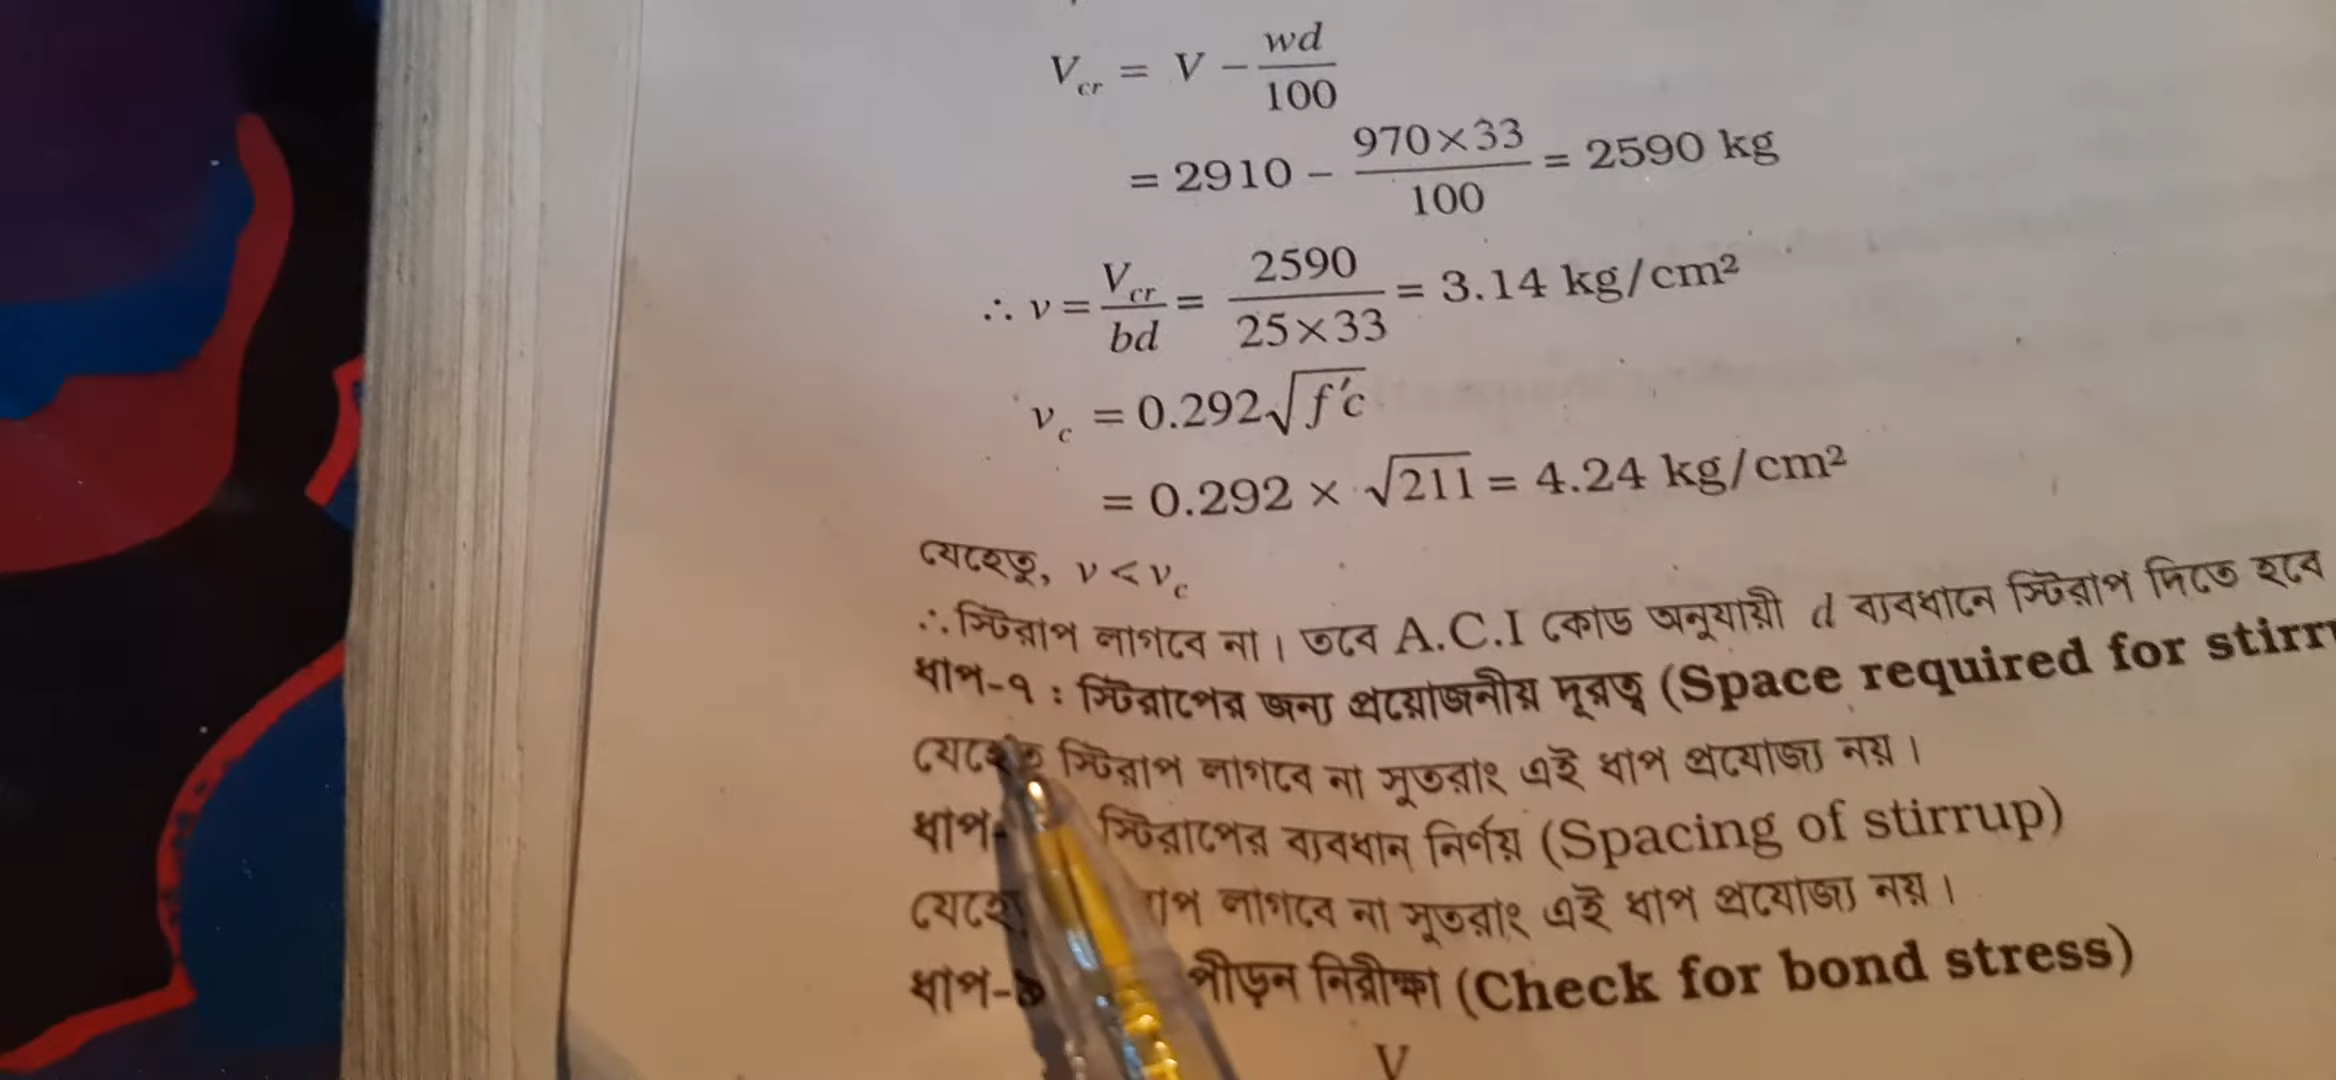 V_cr = V − wd/100
= 2910 − 970×33/100 = 2590 kg
∴ v = V_cr/bd = 2590/25×33 = 3.14 kg/cm²
v_c = 0.292√f′c
= 0.292 × √211 = 4.24 kg/cm²
যেহেতু, v < v_c
∴ স্টিরাপ লাগবে না। তবে A.C.I কোড অনুযায়ী d ব্যবধানে স্টিরাপ দিতে হবে
ধাপ-৭ : স্টিরাপের জন্য প্রয়োজনীয় দূরত্ব (Space required for stirr
স্টিরাপ লাগবে না সুতরাং এই ধাপ প্রযোজ্য নয়।
ধাপ- স্টিরাপের ব্যবধান নির্ণয় (Spacing of stirrup)
লাগবে না সুতরাং এই ধাপ প্রযোজ্য নয়।
ধাপ-৯ পীড়ন নিরীক্ষা (Check for bond stress)
V